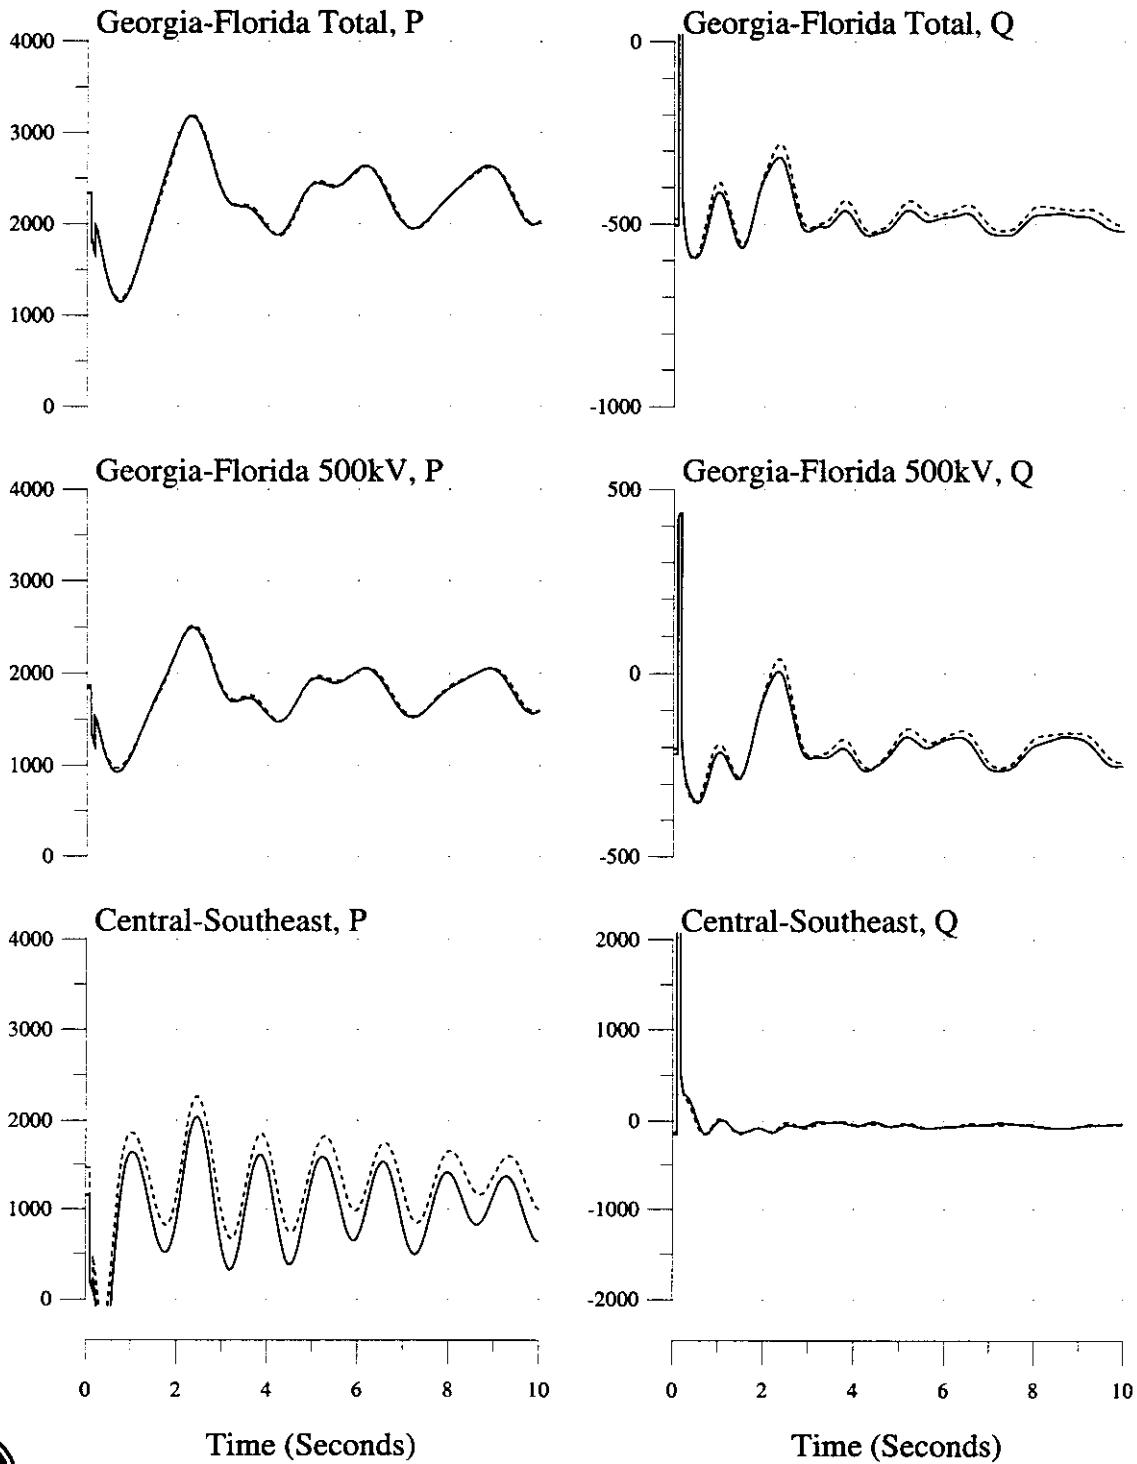 Georgia-Florida Total, P
4000
3000
2000
1000
0
Georgia-Florida Total, Q
0
-500
-1000
Georgia-Florida 500kV, P
4000
3000
2000
1000
0
Georgia-Florida 500kV, Q
500
0
-500
Central-Southeast, P
4000
3000
2000
1000
0
0 2 4 6 8 10
Time (Seconds)
Central-Southeast, Q
2000
1000
0
-1000
-2000
0 2 4 6 8 10
Time (Seconds)